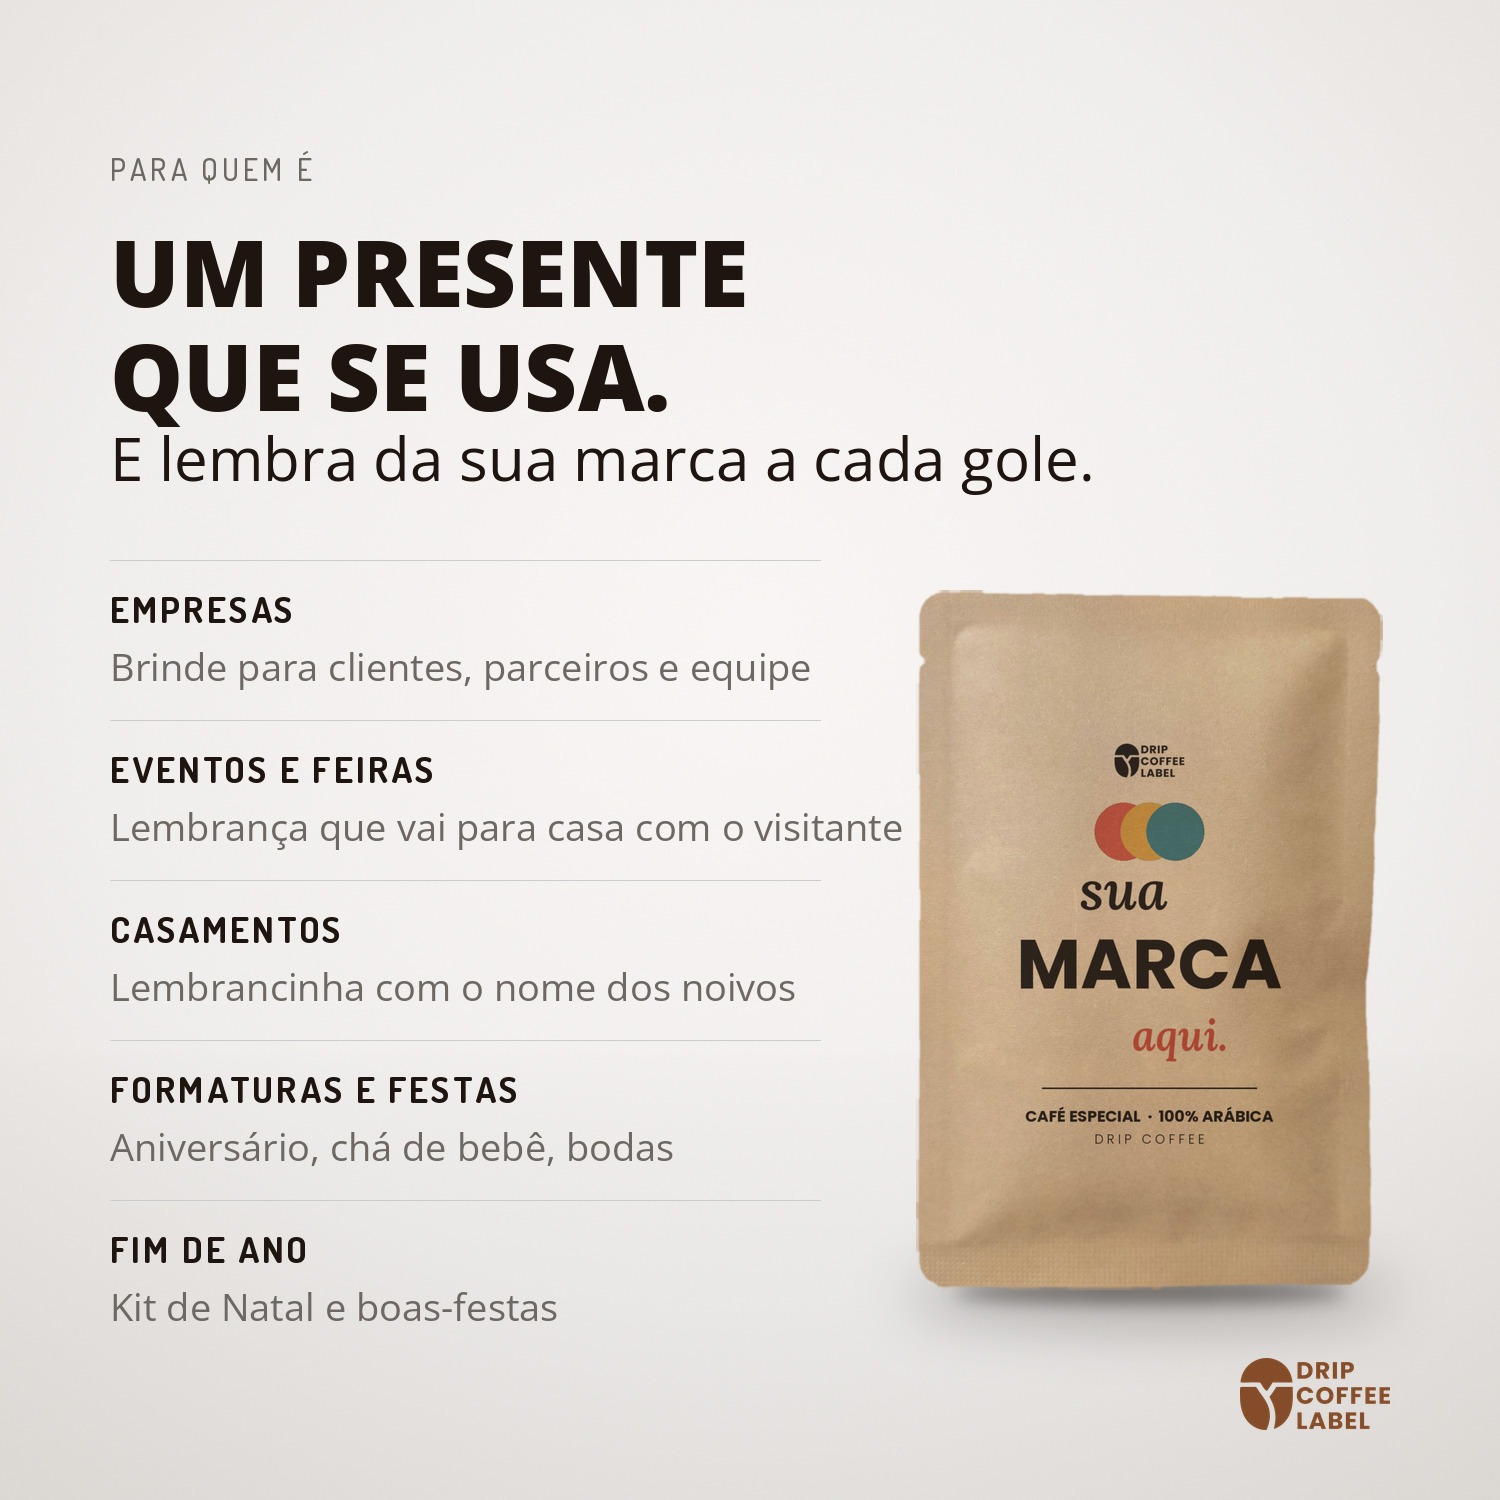 PARA QUEM É
UM PRESENTE
QUE SE USA.
E lembra da sua marca a cada gole.
EMPRESAS
Brinde para clientes, parceiros e equipe
EVENTOS E FEIRAS
Lembrança que vai para casa com o visitante
CASAMENTOS
Lembrancinha com o nome dos noivos
FORMATURAS E FESTAS
Aniversário, chá de bebê, bodas
FIM DE ANO
Kit de Natal e boas-festas
DRIP
COFFEE
LABEL
sua
MARCA
aqui.
CAFÉ ESPECIAL · 100% ARÁBICA
DRIP COFFEE
DRIP
COFFEE
LABEL